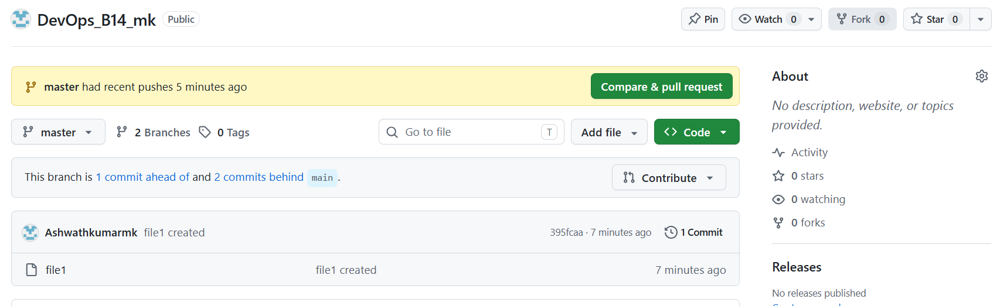 DevOps_B14_mk Public
Pin
Watch 0
Fork 0
Star 0
master had recent pushes 5 minutes ago
Compare & pull request
master
2 Branches
0 Tags
Go to file
T
Add file
Code
This branch is 1 commit ahead of and 2 commits behind main .
Contribute
Ashwathkumarmk file1 created
395fcaa · 7 minutes ago
1 Commit
file1
file1 created
7 minutes ago
About
No description, website, or topics
provided.
Activity
0 stars
0 watching
0 forks
Releases
No releases published